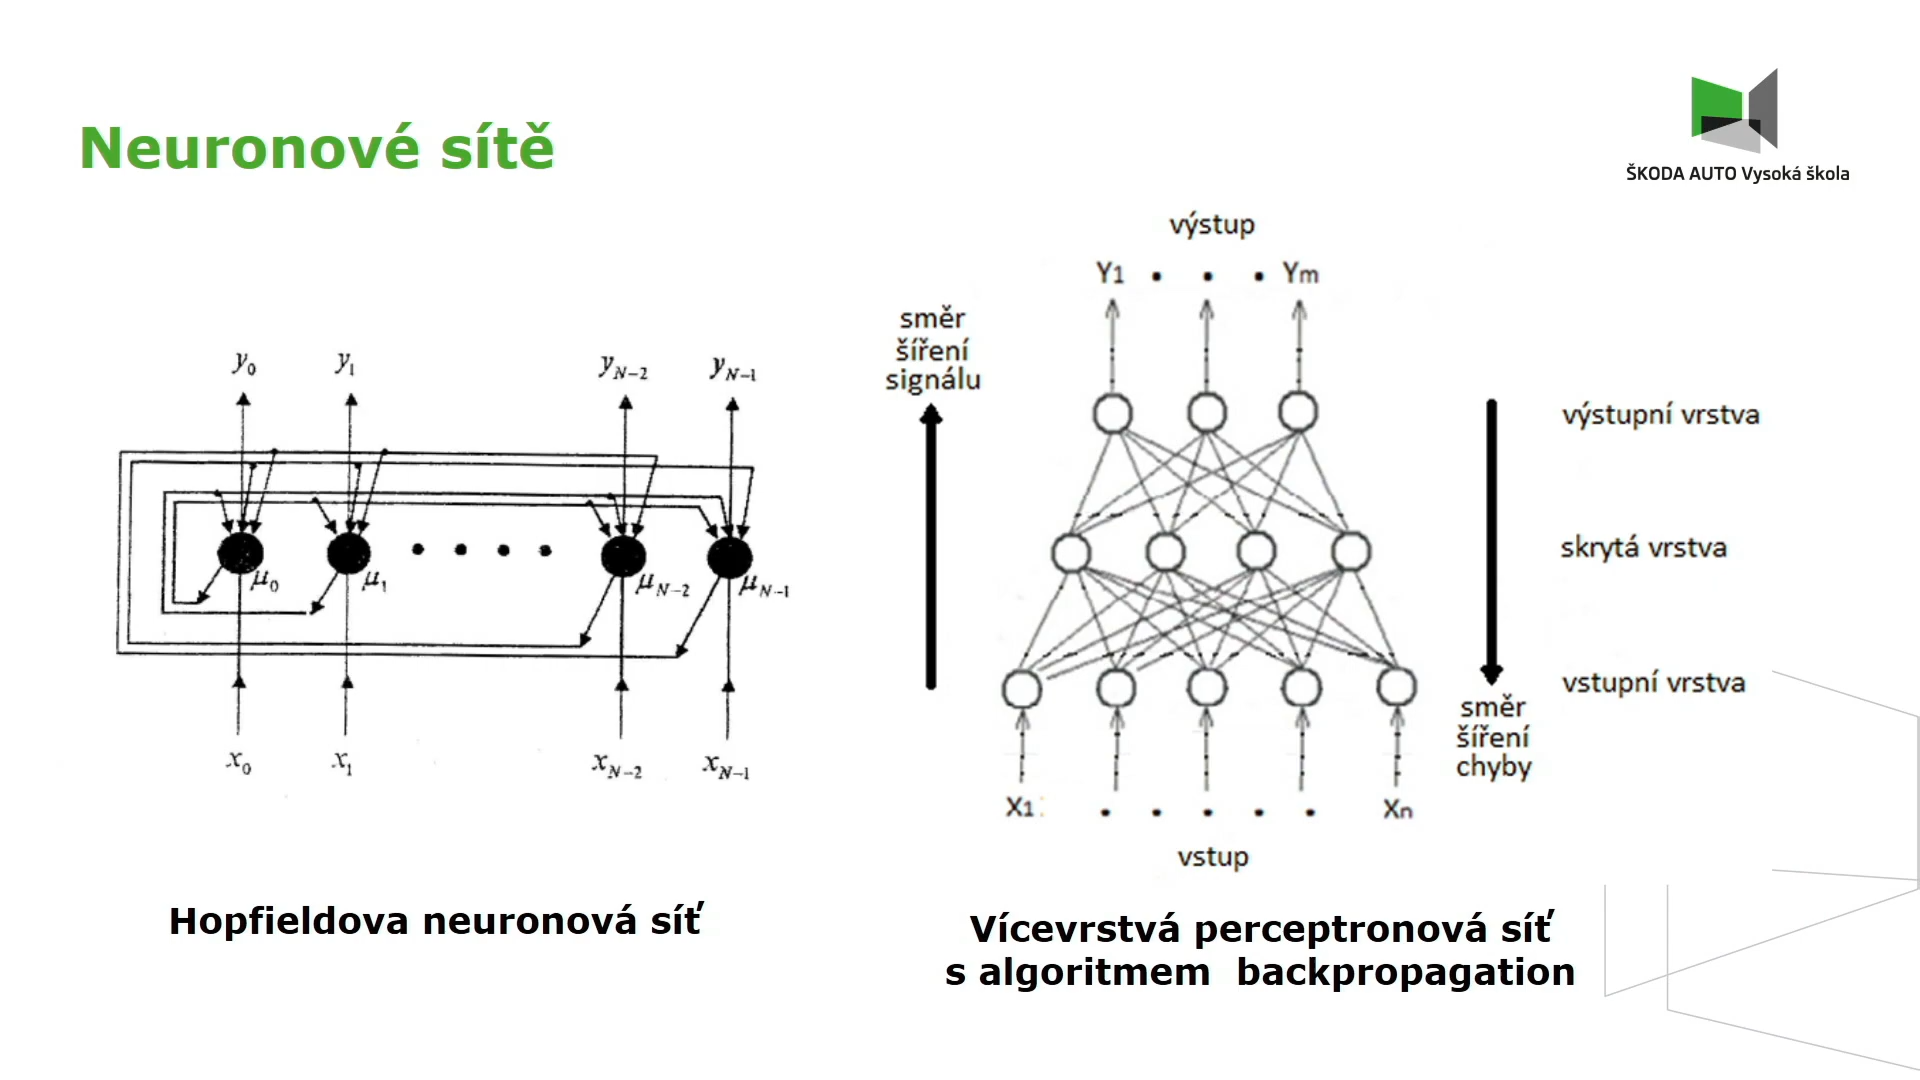 Neuronové sítě
ŠKODA AUTO Vysoká škola
y0 y1 yN−2 yN−1
μ0 μ1 μN−2 μN−1
x0 x1 xN−2 xN−1
Hopfieldova neuronová síť
výstup
Y1 • • • Ym
směr
šíření
signálu
výstupní vrstva
skrytá vrstva
vstupní vrstva
směr
šíření
chyby
X1 • • • • • Xn
vstup
Vícevrstvá perceptronová síť
s algoritmem backpropagation